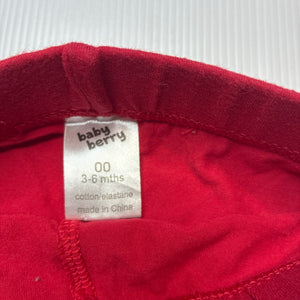 baby
berry
00
3-6 mths
cotton/elastane
made in China